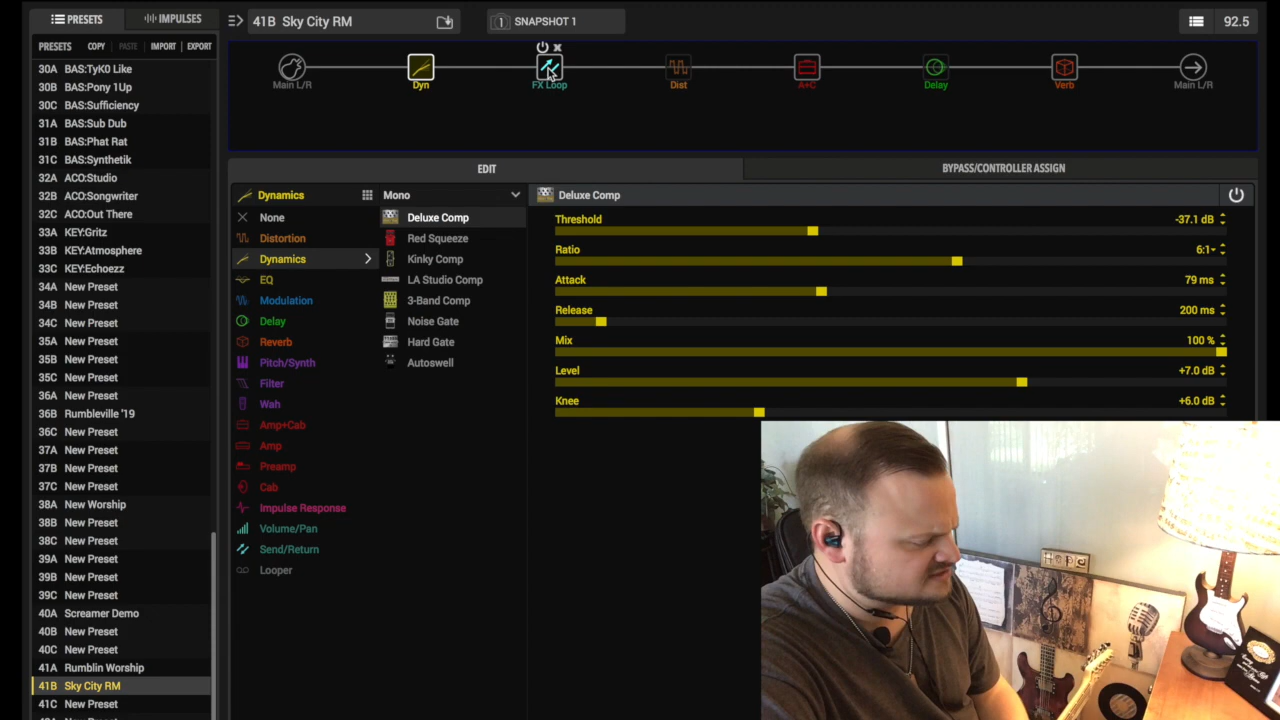 PRESETS IMPULSES
41B Sky City RM
1 SNAPSHOT 1
92.5
PRESETS COPY PASTE IMPORT EXPORT
30A BAS:TyK0 Like
30B BAS:Pony 1Up
30C BAS:Sufficiency
31A BAS:Sub Dub
31B BAS:Phat Rat
31C BAS:Synthetik
32A ACO:Studio
32B ACO:Songwriter
32C ACO:Out There
33A KEY:Gritz
33B KEY:Atmosphere
33C KEY:Echoezz
34A New Preset
34B New Preset
34C New Preset
35A New Preset
35B New Preset
35C New Preset
36A New Preset
36B Rumbleville '19
36C New Preset
37A New Preset
37B New Preset
37C New Preset
38A New Worship
38B New Preset
38C New Preset
39A New Preset
39B New Preset
39C New Preset
40A Screamer Demo
40B New Preset
40C New Preset
41A Rumblin Worship
41B Sky City RM
41C New Preset
Main L/R
Dyn
FX Loop
Dist
A+C
Delay
Verb
Main L/R
EDIT
BYPASS/CONTROLLER ASSIGN
Dynamics
None
Distortion
Dynamics
EQ
Modulation
Delay
Reverb
Pitch/Synth
Filter
Wah
Amp+Cab
Amp
Preamp
Cab
Impulse Response
Volume/Pan
Send/Return
Looper
Mono
Deluxe Comp
Red Squeeze
Kinky Comp
LA Studio Comp
3-Band Comp
Noise Gate
Hard Gate
Autoswell
Deluxe Comp
Threshold -37.1 dB
Ratio 6:1
Attack 79 ms
Release 200 ms
Mix 100 %
Level +7.0 dB
Knee +6.0 dB
HOPE